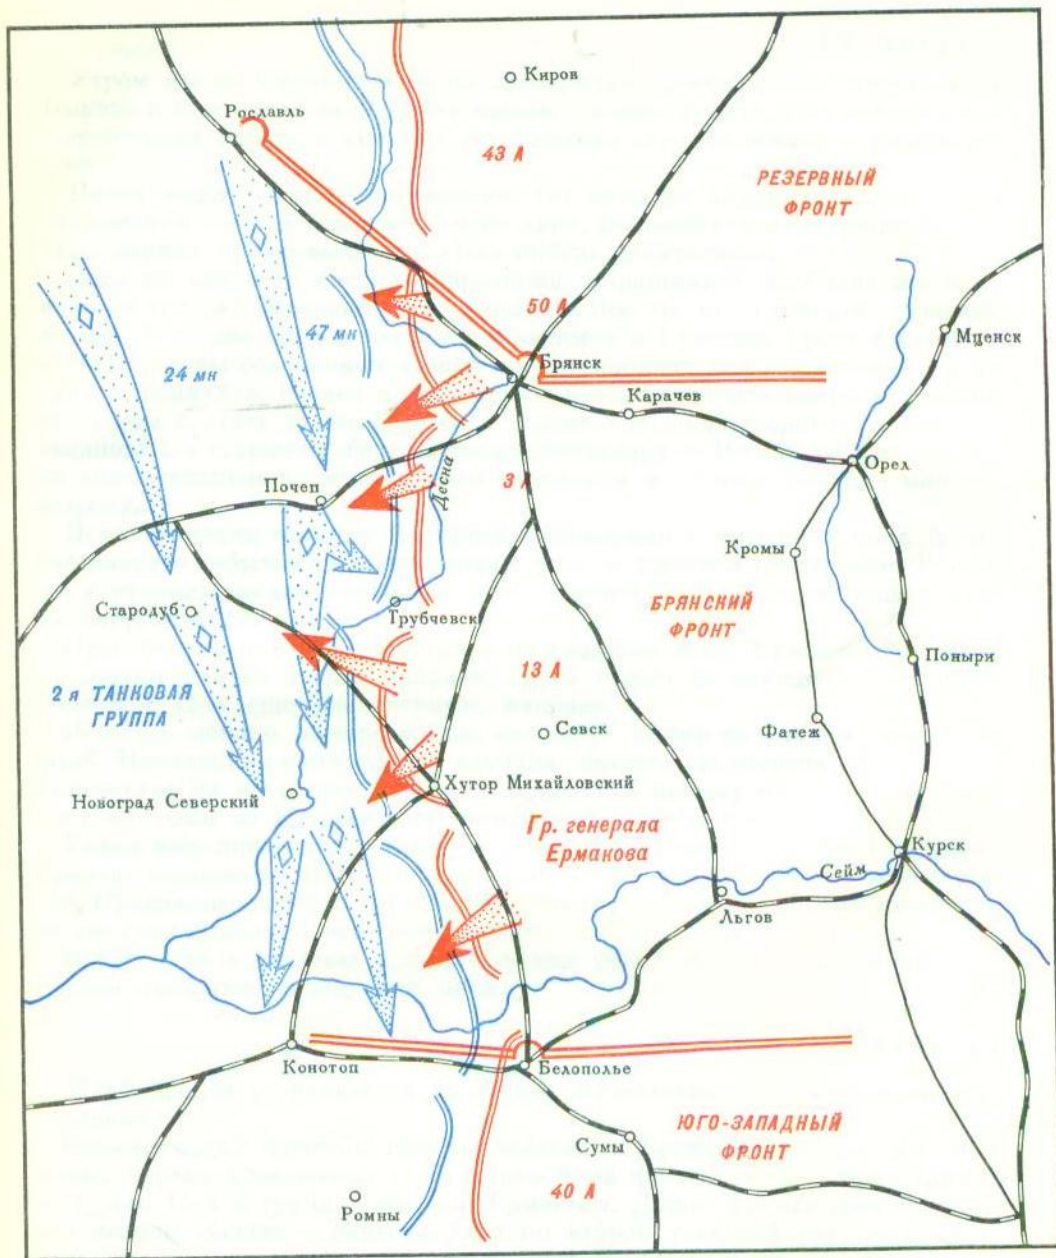 Киров
Рославль
43 А
РЕЗЕРВНЫЙ
ФРОНТ
50 А
47 мк
Мценск
24 мк
Брянск
Карачев
Орел
Почеп
Десна
3 А
Кромы
Стародуб
Трубчевск
БРЯНСКИЙ
ФРОНТ
Поныри
13 А
2 я ТАНКОВАЯ
ГРУППА
Севск
Фатеж
Хутор Михайловский
Новоград Северский
Гр. генерала
Ермакова
Курск
Сейм
Льгов
Конотоп
Белополье
ЮГО-ЗАПАДНЫЙ
ФРОНТ
Сумы
40 А
Ромны